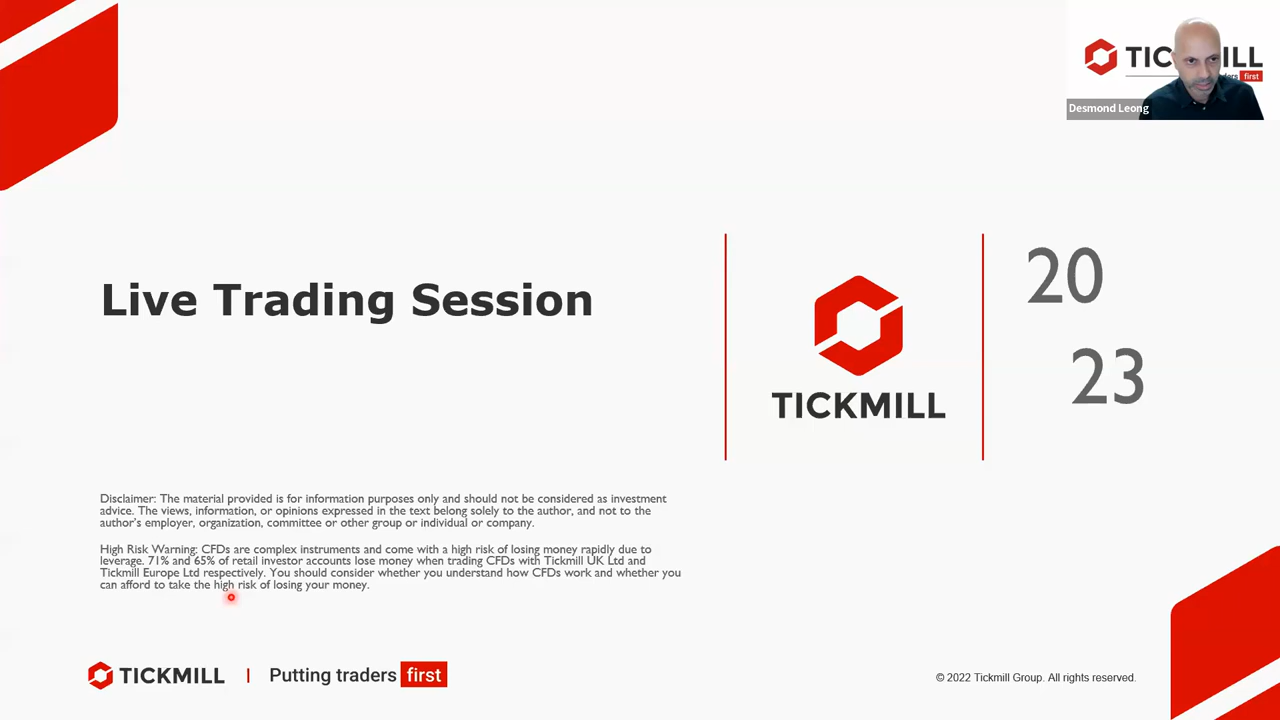 TIC ILL
ders first
Desmond Leong
Live Trading Session
TICKMILL
20
23
Disclaimer: The material provided is for information purposes only and should not be considered as investment
advice. The views, information, or opinions expressed in the text belong solely to the author, and not to the
author's employer, organization, committee or other group or individual or company.
High Risk Warning: CFDs are complex instruments and come with a high risk of losing money rapidly due to
leverage. 71% and 65% of retail investor accounts lose money when trading CFDs with Tickmill UK Ltd and
Tickmill Europe Ltd respectively. You should consider whether you understand how CFDs work and whether you
can afford to take the high risk of losing your money.
TICKMILL | Putting traders first
© 2022 Tickmill Group. All rights reserved.